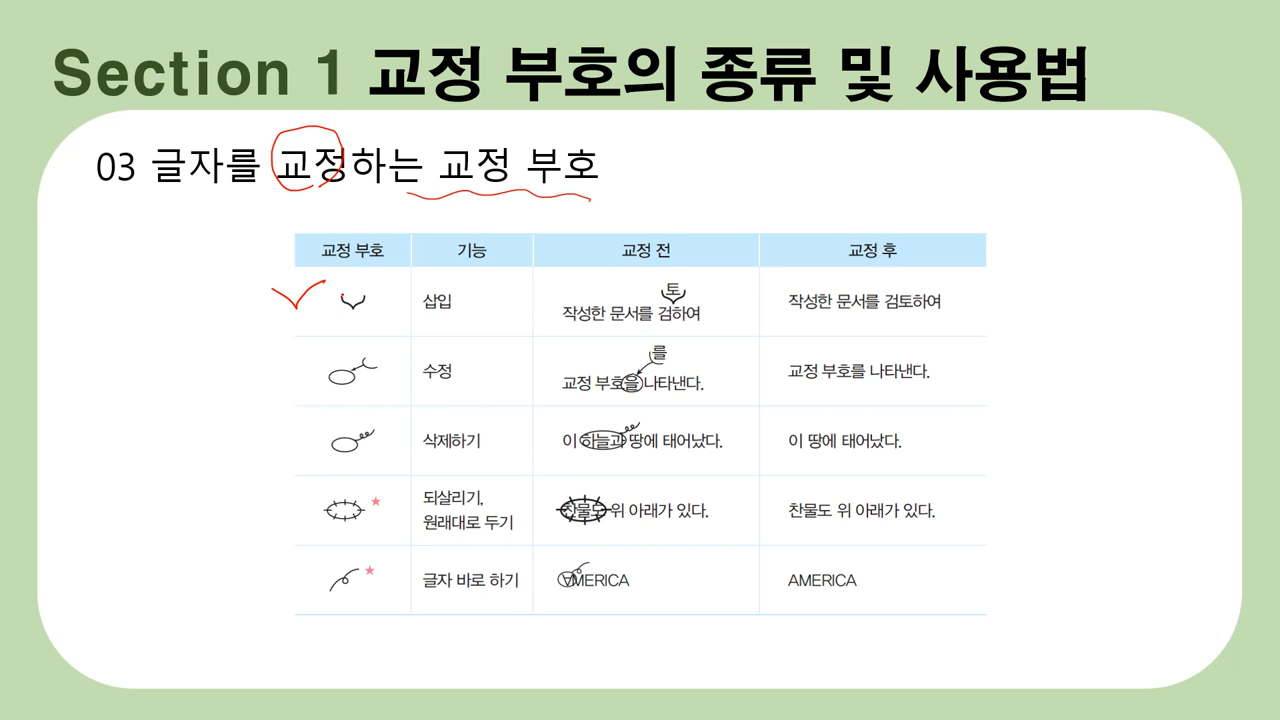 Section 1 교정 부호의 종류 및 사용법
03 글자를 교정하는 교정 부호
교정 부호 기능 교정 전 교정 후
삽입 토 작성한 문서를 검하여 작성한 문서를 검토하여
수정 를 교정 부호을 나타낸다. 교정 부호를 나타낸다.
삭제하기 이 하늘과 땅에 태어났다. 이 땅에 태어났다.
되살리기,
원래대로 두기 찬물도 위 아래가 있다. 찬물도 위 아래가 있다.
글자 바로 하기 ∀MERICA AMERICA